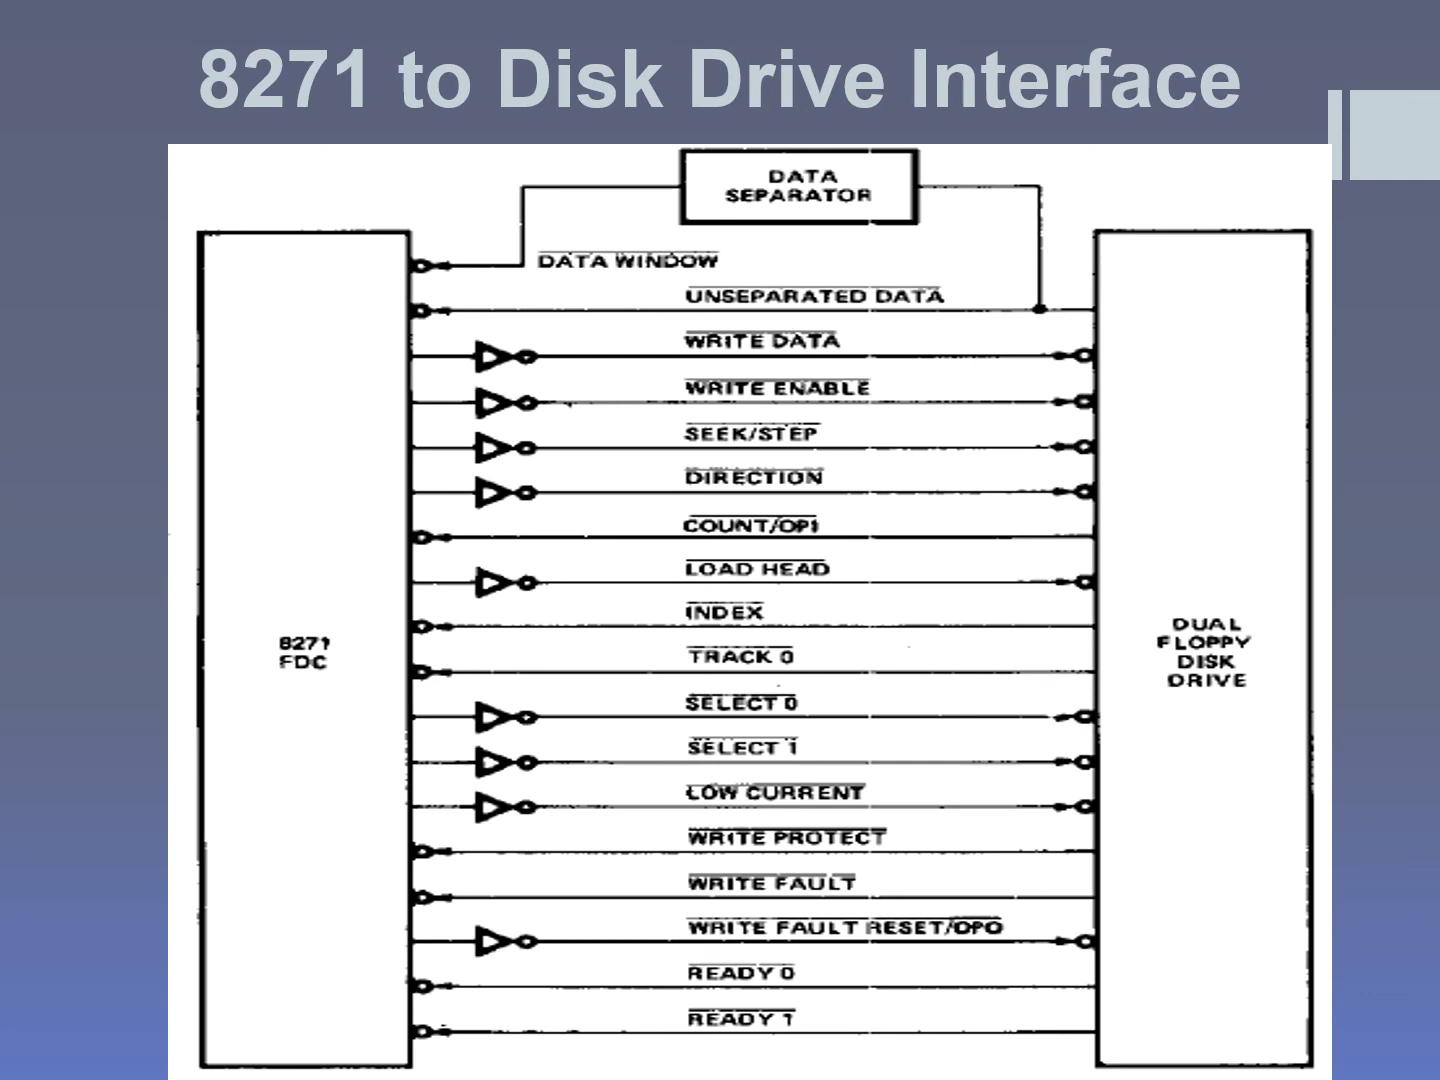 8271 to Disk Drive Interface
DATA
SEPARATOR
DATA WINDOW
UNSEPARATED DATA
WRITE DATA
WRITE ENABLE
SEEK/STEP
DIRECTION
COUNT/OPI
LOAD HEAD
INDEX
TRACK 0
SELECT 0
SELECT 1
LOW CURRENT
WRITE PROTECT
WRITE FAULT
WRITE FAULT RESET/OPO
READY 0
READY 1
8271
FDC
DUAL
FLOPPY
DISK
DRIVE